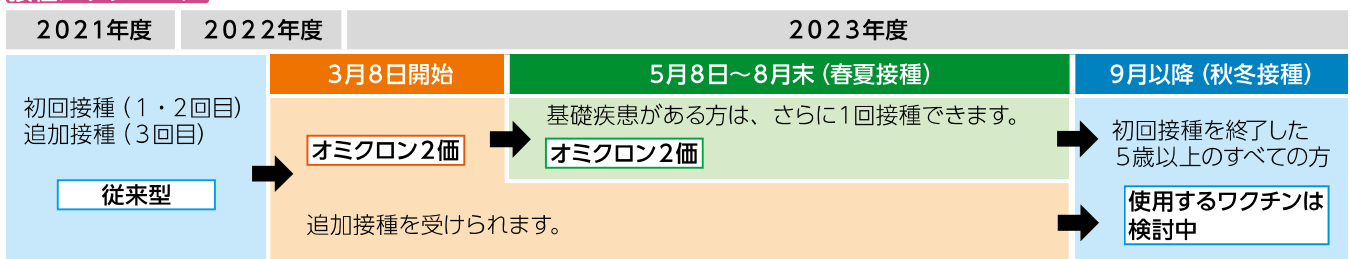 2021年度
2022年度
2023年度
3月8日開始
5月8日～8月末（春夏接種）
9月以降（秋冬接種）
初回接種（1・2回目）
追加接種（3回目）
従来型
オミクロン2価
追加接種を受けられます。
基礎疾患がある方は、さらに1回接種できます。
オミクロン2価
初回接種を終了した
5歳以上のすべての方
使用するワクチンは
検討中